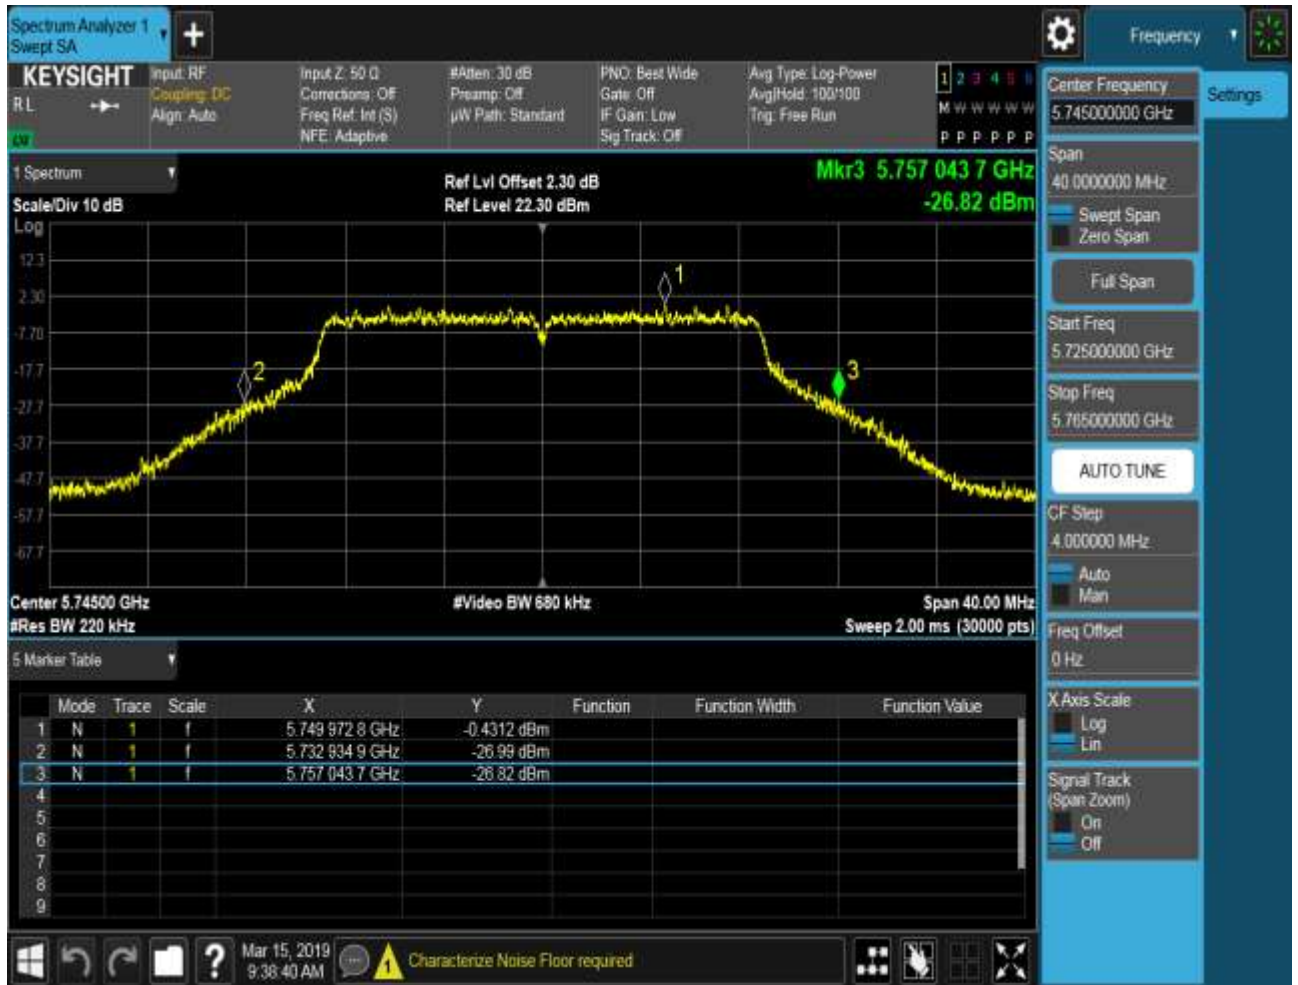 Spectrum Analyzer 1
Swept SA
+
Frequency
KEYSIGHT
RL
Input: RF
Coupling: DC
Align: Auto
Input Z: 50 Ω
Corrections: Off
Freq Ref: Int (S)
NFE: Adaptive
#Atten: 30 dB
Preamp: Off
µW Path: Standard
PNO: Best Wide
Gate: Off
IF Gain: Low
Sig Track: Off
Avg Type: Log-Power
Avg|Hold: 100/100
Trig: Free Run
1 2 3 4 5 6
M W W W W W
P P P P P P
1 Spectrum
Scale/Div 10 dB
Ref Lvl Offset 2.30 dB
Ref Level 22.30 dBm
Mkr3 5.757 043 7 GHz
-26.82 dBm
Log
12.3
2.30
-7.70
-17.7
-27.7
-37.7
-47.7
-57.7
-67.7
1
2
3
Center 5.74500 GHz
#Res BW 220 kHz
#Video BW 680 kHz
Span 40.00 MHz
Sweep 2.00 ms (30000 pts)
5 Marker Table
Mode Trace Scale X Y Function Function Width Function Value
1 N 1 f 5.749 972 8 GHz -0.4312 dBm
2 N 1 f 5.732 934 9 GHz -26.99 dBm
3 N 1 f 5.757 043 7 GHz -26.82 dBm
4
5
6
7
8
9
Center Frequency
5.745000000 GHz
Settings
Span
40.0000000 MHz
Swept Span
Zero Span
Full Span
Start Freq
5.725000000 GHz
Stop Freq
5.765000000 GHz
AUTO TUNE
CF Step
4.000000 MHz
Auto
Man
Freq Offset
0 Hz
X Axis Scale
Log
Lin
Signal Track
(Span Zoom)
On
Off
?
Mar 15, 2019
9:38:40 AM
1
Characterize Noise Floor required